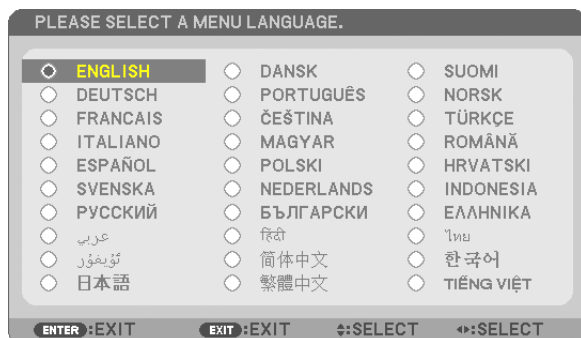 PLEASE SELECT A MENU LANGUAGE.
ENGLISH DANSK SUOMI
DEUTSCH PORTUGUÊS NORSK
FRANCAIS ČEŠTINA TÜRKÇE
ITALIANO MAGYAR ROMÂNĂ
ESPAÑOL POLSKI HRVATSKI
SVENSKA NEDERLANDS INDONESIA
РУССКИЙ БЪЛГАРСКИ ΕΛΛΗΝΙΚΑ
عربي हिंदी ไทย
ئۇيغۇر 简体中文 한국어
日本語 繁體中文 TIẾNG VIỆT
ENTER:EXIT EXIT:EXIT :SELECT :SELECT